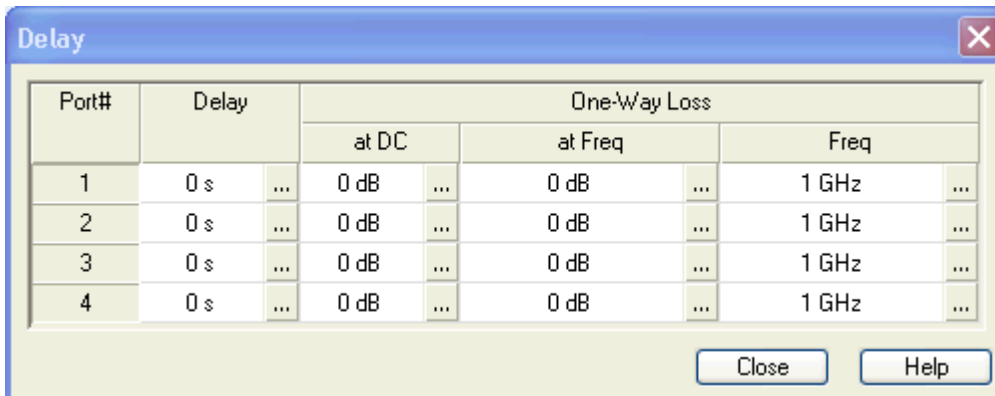 Delay
Port# Delay One-Way Loss
at DC at Freq Freq
1 0 s ... 0 dB ... 0 dB ... 1 GHz ...
2 0 s ... 0 dB ... 0 dB ... 1 GHz ...
3 0 s ... 0 dB ... 0 dB ... 1 GHz ...
4 0 s ... 0 dB ... 0 dB ... 1 GHz ...
Close Help